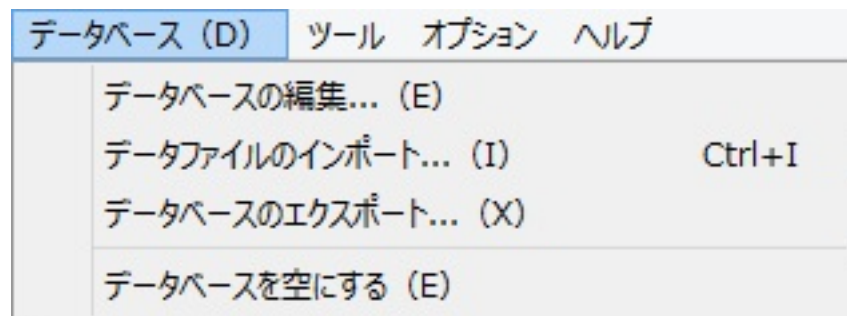 データベース（D） ツール オプション ヘルプ
データベースの編集...（E）
データファイルのインポート...（I） Ctrl+I
データベースのエクスポート...（X）
データベースを空にする（E）